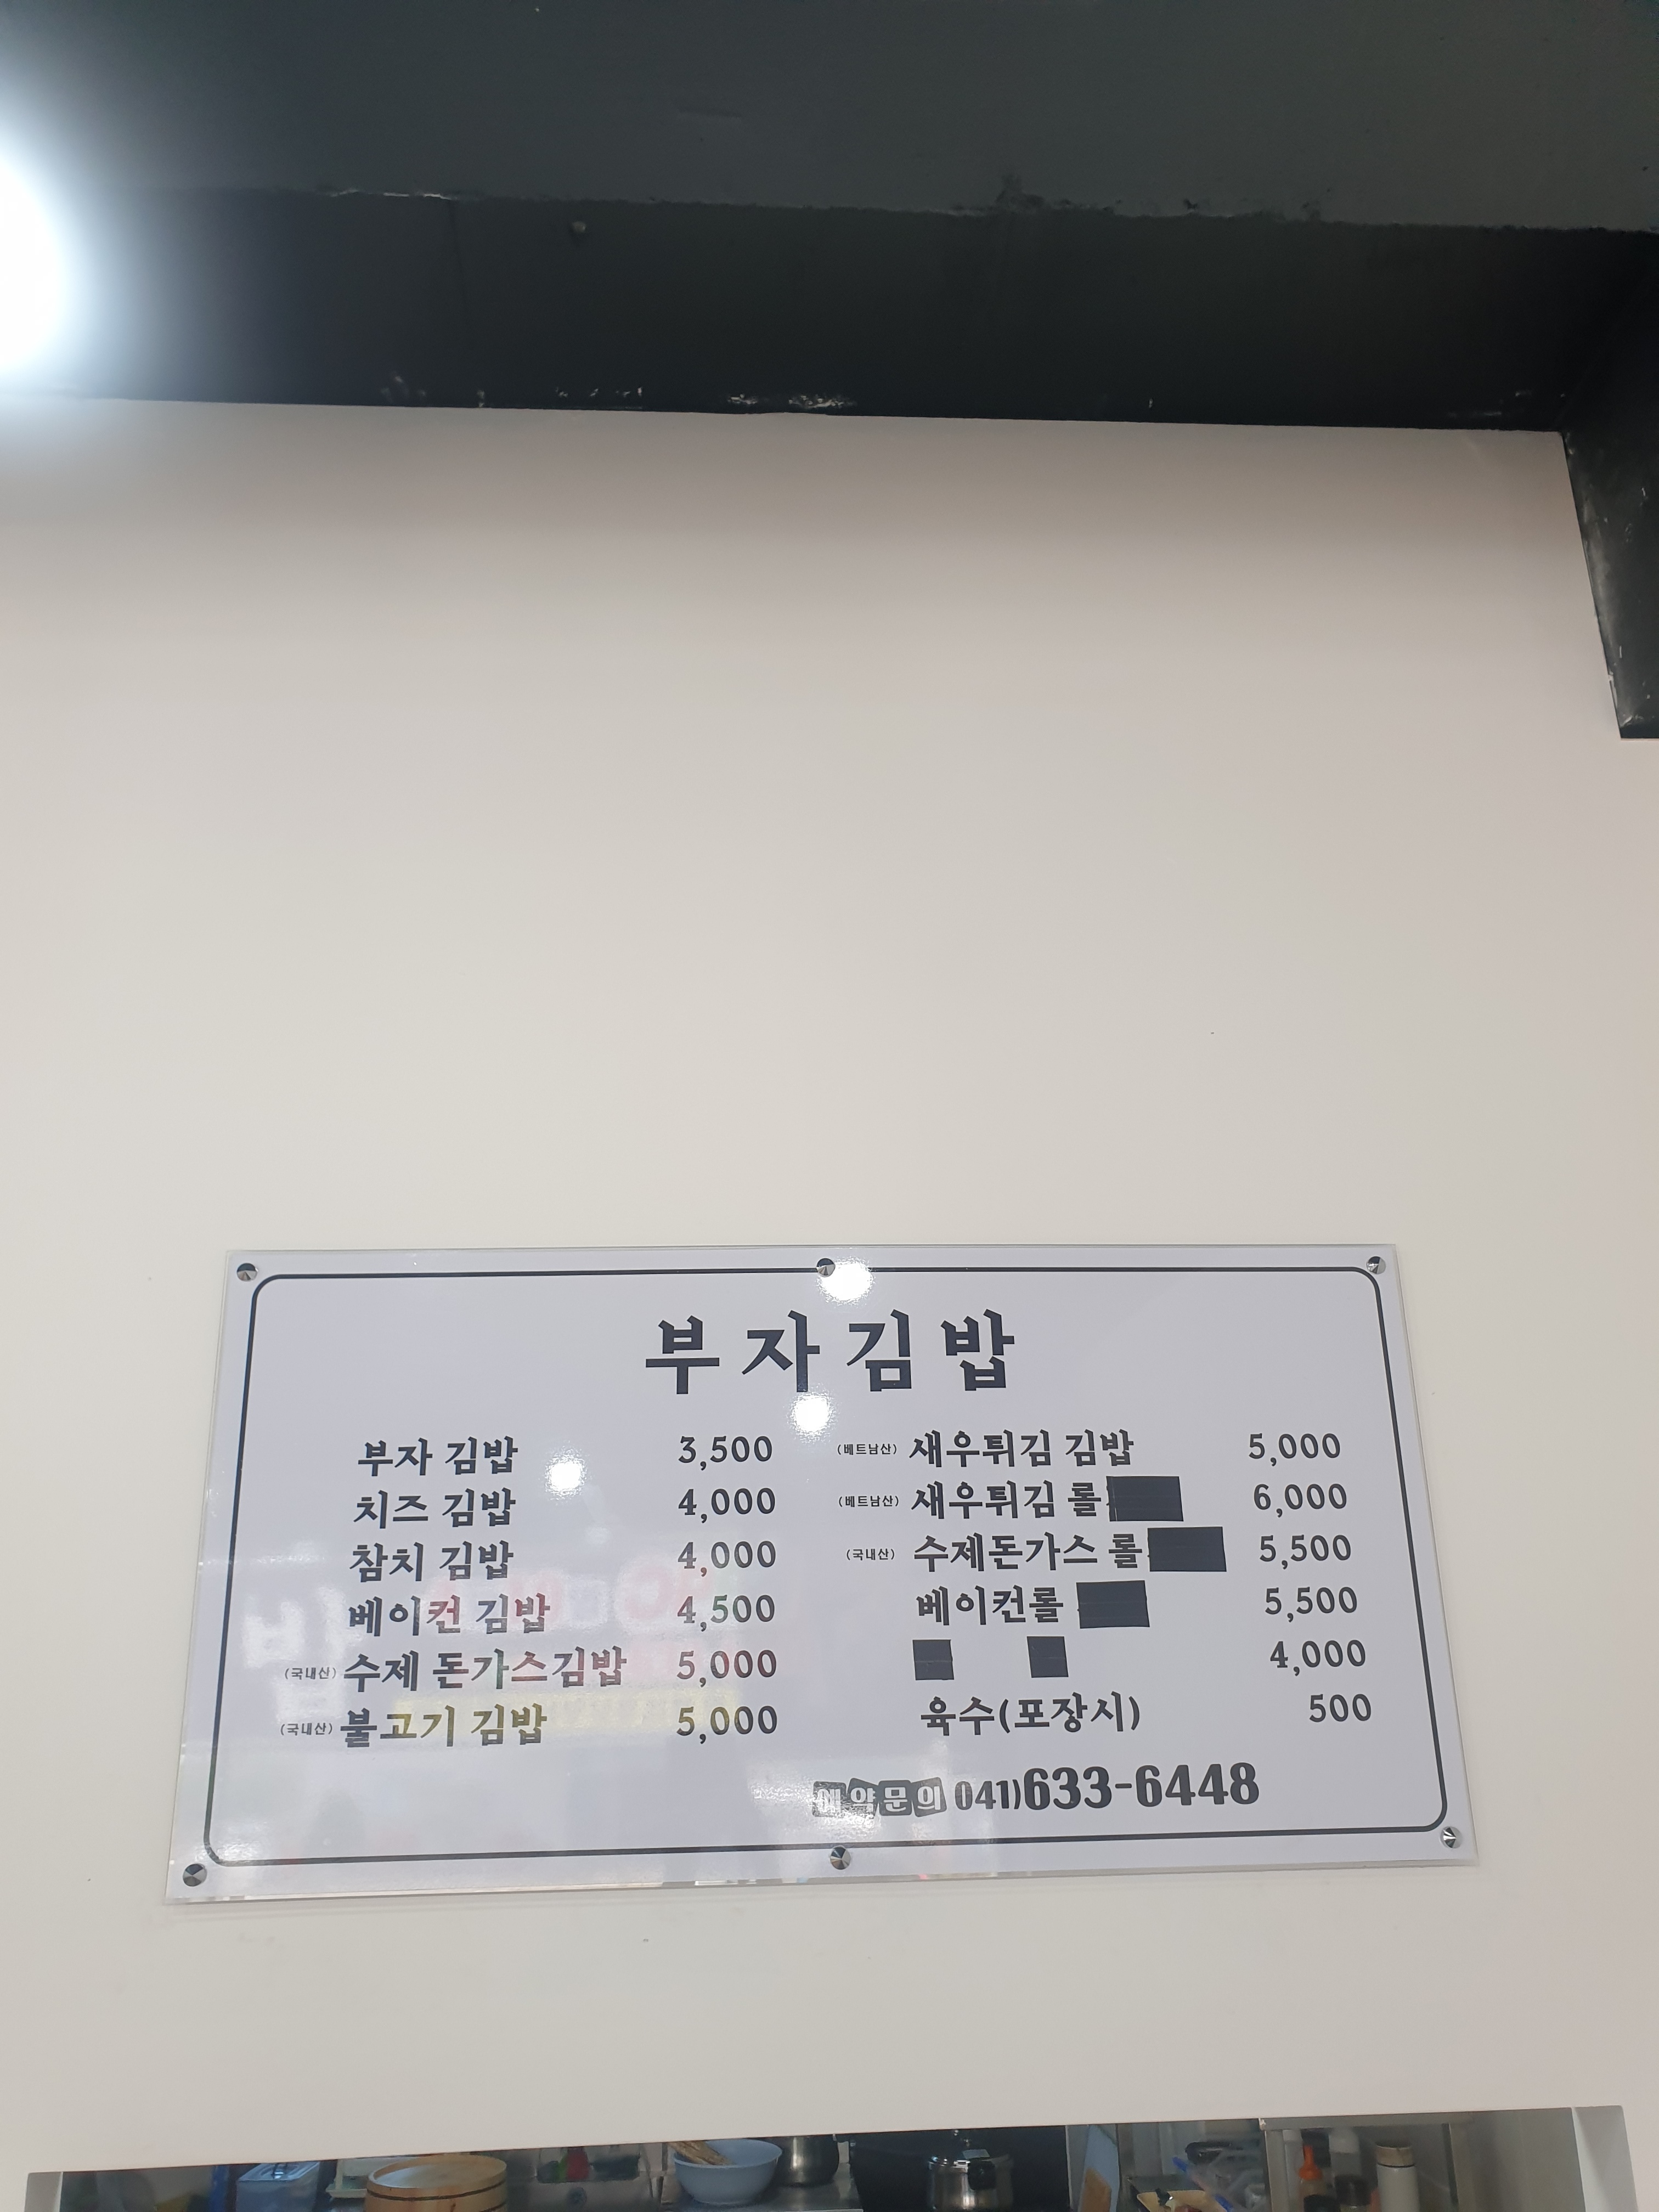 부자김밥
부자 김밥 3,500
치즈 김밥 4,000
참치 김밥 4,000
베이컨 김밥 4,500
(국내산) 수제 돈가스김밥 5,000
(국내산) 불고기 김밥 5,000
(베트남산) 새우튀김 김밥 5,000
(베트남산) 새우튀김 롤 6,000
(국내산) 수제돈가스 롤 5,500
베이컨롤 5,500
4,000
육수(포장시) 500
예약문의 041)633-6448